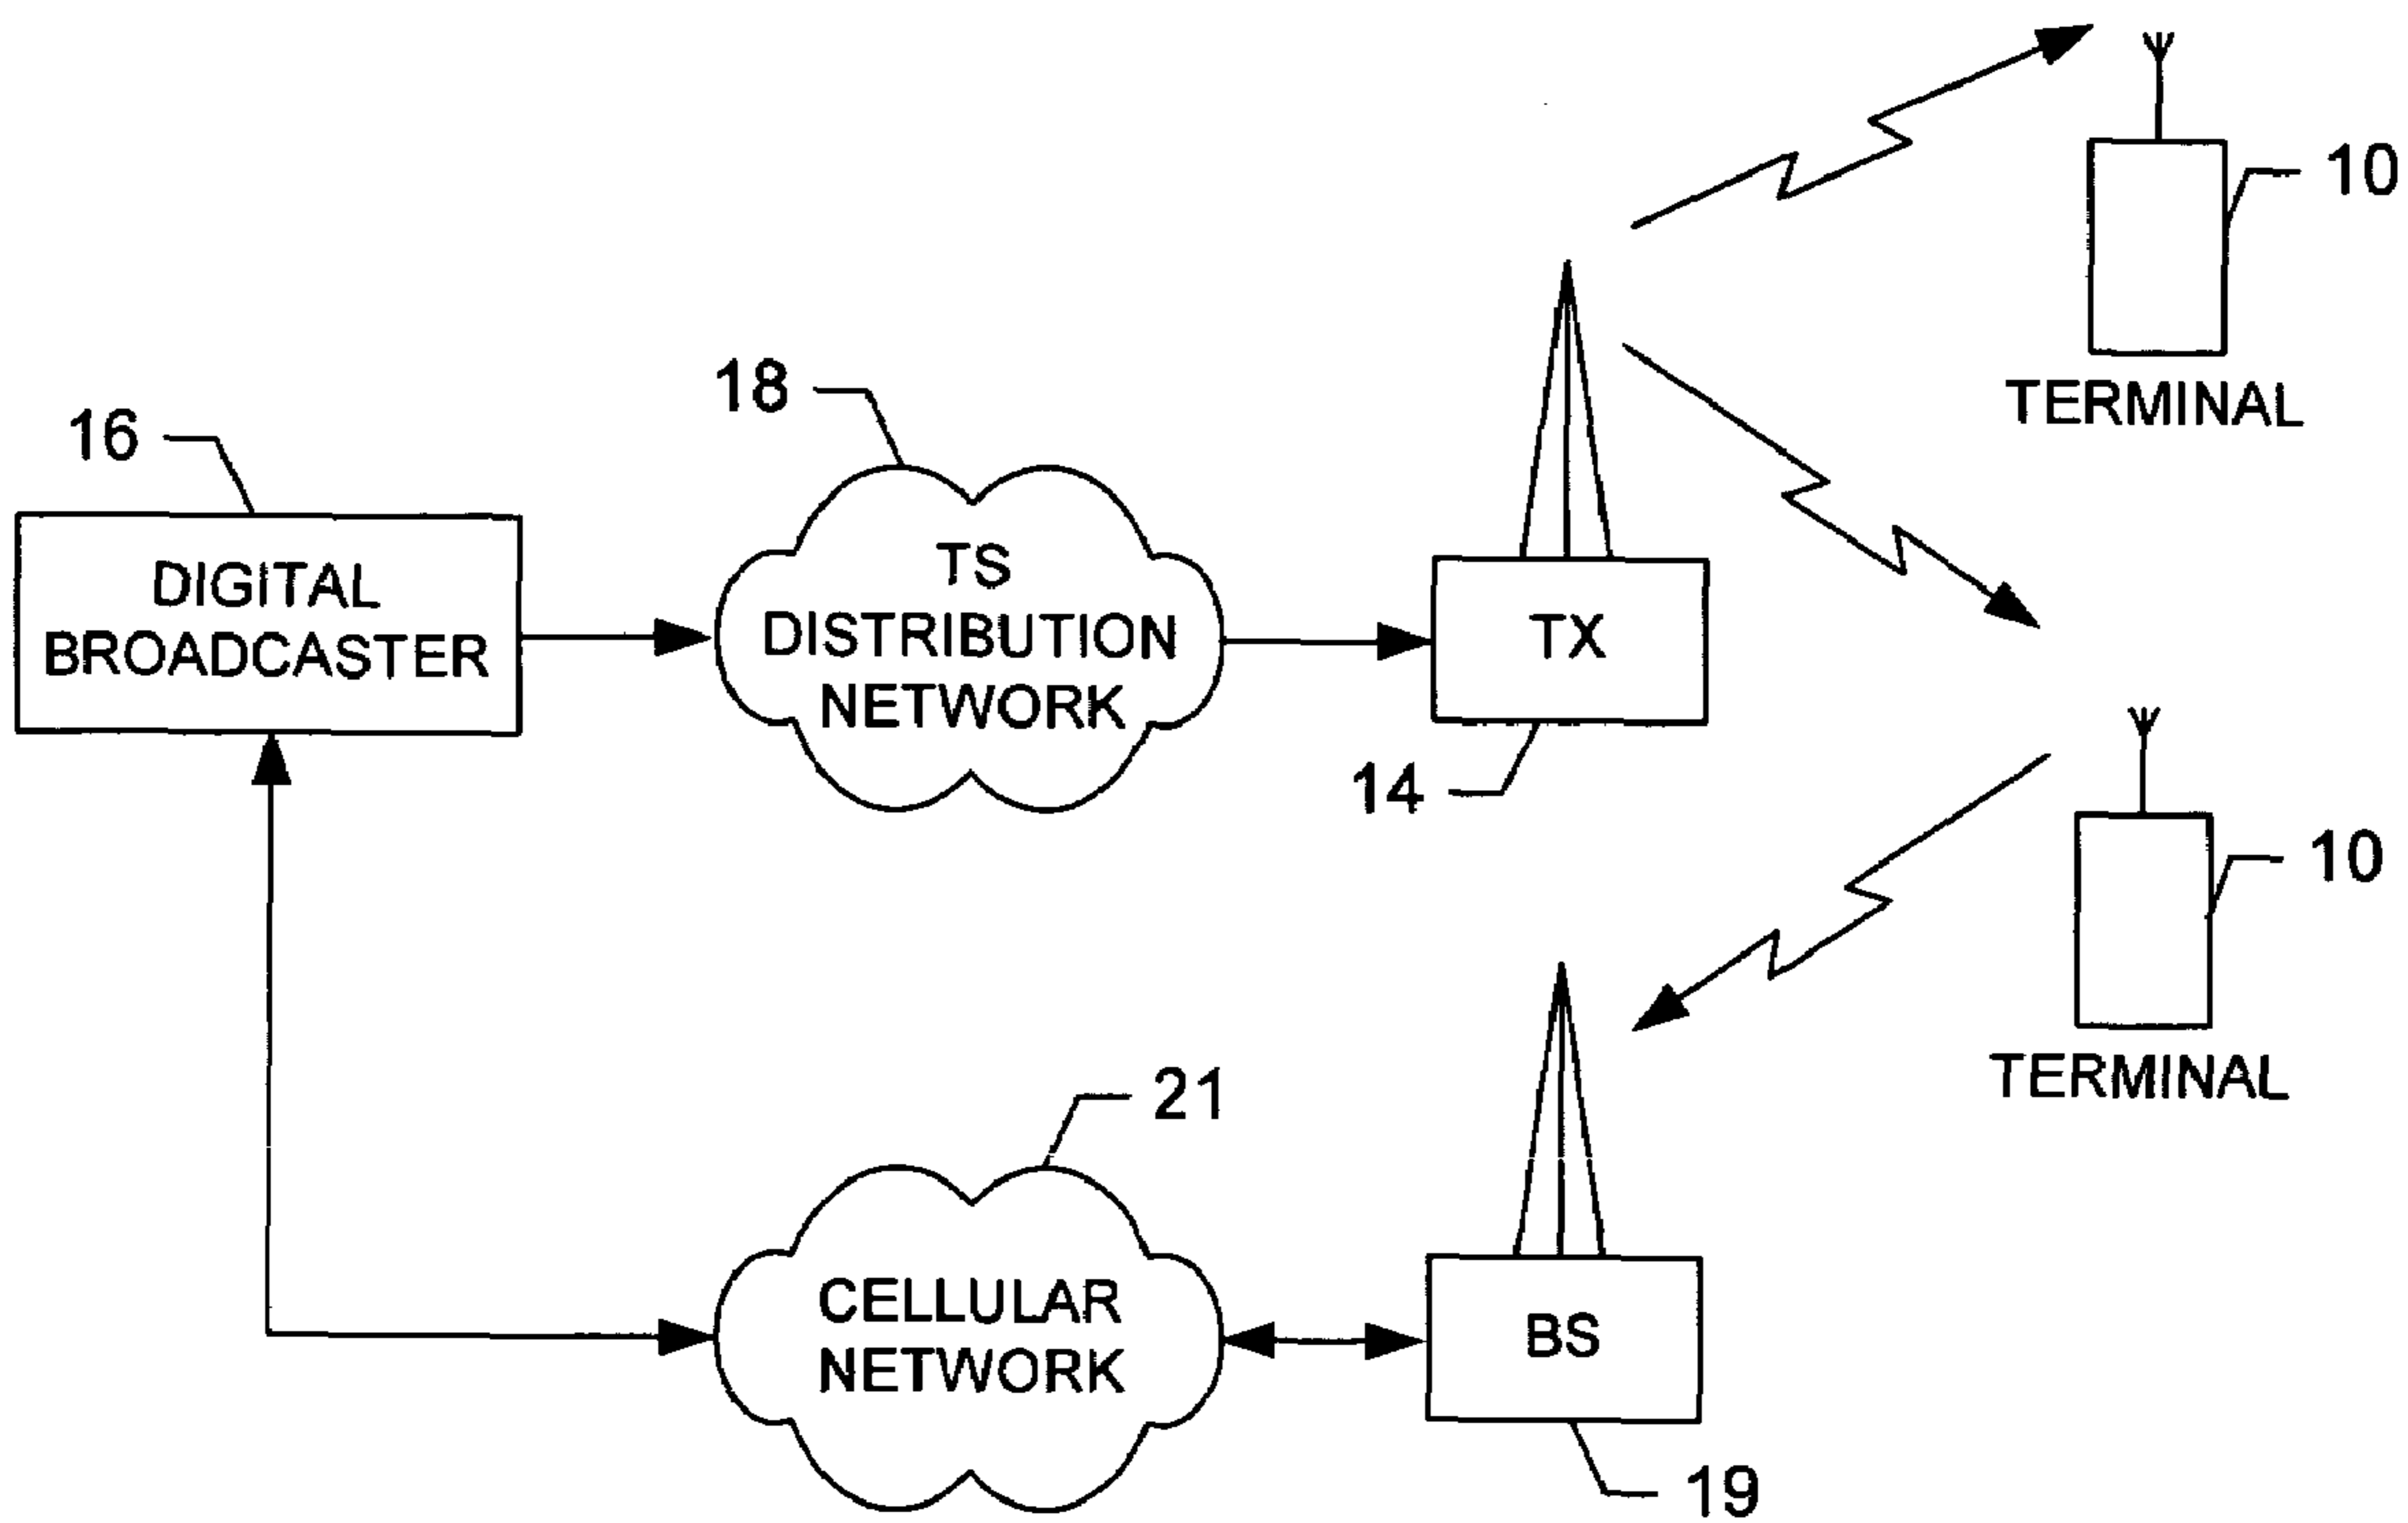 10
TERMINAL
18
16
TS
DISTRIBUTION
NETWORK
DIGITAL
BROADCASTER
TX
14
10
TERMINAL
21
CELLULAR
NETWORK
BS
19